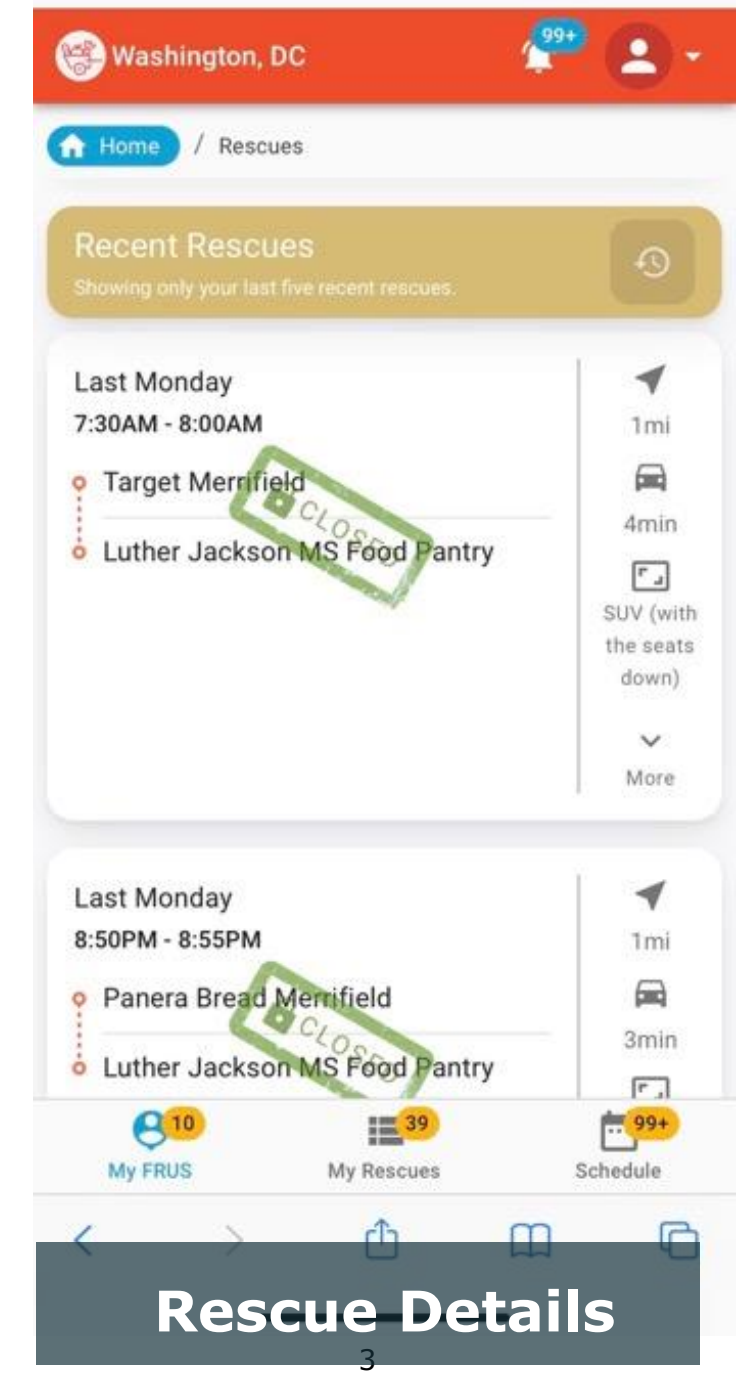 Washington, DC
99+
Home / Rescues
Recent Rescues
Showing only your last five recent rescues.
Last Monday
7:30AM - 8:00AM
Target Merrifield
Luther Jackson MS Food Pantry
CLOSED
1mi
4min
SUV (with
the seats
down)
More
Last Monday
8:50PM - 8:55PM
Panera Bread Merrifield
Luther Jackson MS Food Pantry
CLOSED
1mi
3min
10
39
99+
My FRUS
My Rescues
Schedule
Rescue Details
3